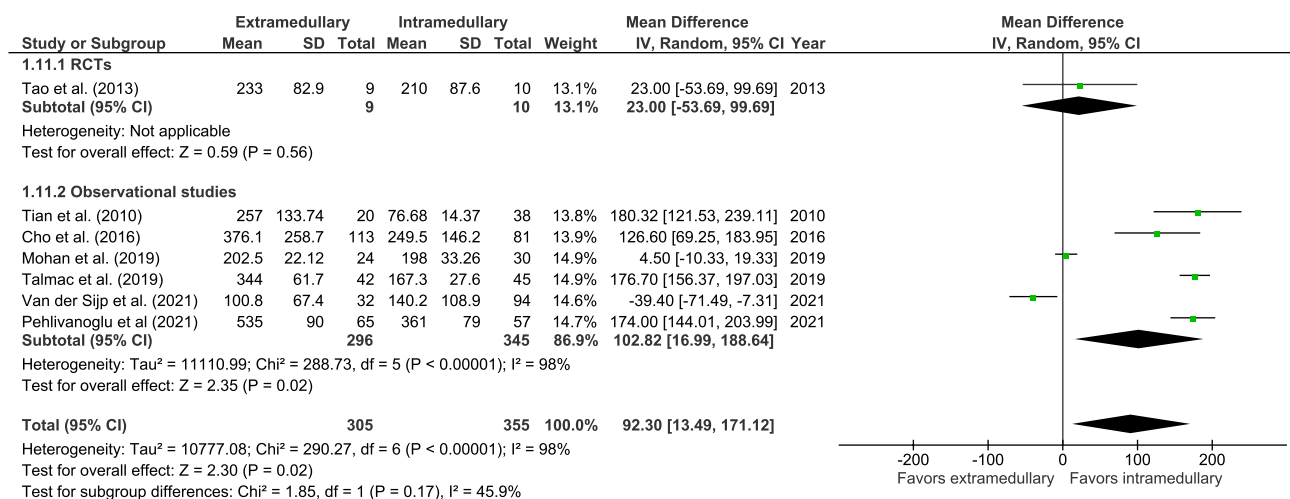 Extramedullary Intramedullary Mean Difference Mean Difference
Study or Subgroup Mean SD Total Mean SD Total Weight IV, Random, 95% CI Year IV, Random, 95% CI
1.11.1 RCTs
Tao et al. (2013) 233 82.9 9 210 87.6 10 13.1% 23.00 [-53.69, 99.69] 2013
Subtotal (95% CI) 9 10 13.1% 23.00 [-53.69, 99.69]
Heterogeneity: Not applicable
Test for overall effect: Z = 0.59 (P = 0.56)
1.11.2 Observational studies
Tian et al. (2010) 257 133.74 20 76.68 14.37 38 13.8% 180.32 [121.53, 239.11] 2010
Cho et al. (2016) 376.1 258.7 113 249.5 146.2 81 13.9% 126.60 [69.25, 183.95] 2016
Mohan et al. (2019) 202.5 22.12 24 198 33.26 30 14.9% 4.50 [-10.33, 19.33] 2019
Talmac et al. (2019) 344 61.7 42 167.3 27.6 45 14.9% 176.70 [156.37, 197.03] 2019
Van der Sijp et al. (2021) 100.8 67.4 32 140.2 108.9 94 14.6% -39.40 [-71.49, -7.31] 2021
Pehlivanoglu et al (2021) 535 90 65 361 79 57 14.7% 174.00 [144.01, 203.99] 2021
Subtotal (95% CI) 296 345 86.9% 102.82 [16.99, 188.64]
Heterogeneity: Tau² = 11110.99; Chi² = 288.73, df = 5 (P < 0.00001); I² = 98%
Test for overall effect: Z = 2.35 (P = 0.02)
Total (95% CI) 305 355 100.0% 92.30 [13.49, 171.12]
Heterogeneity: Tau² = 10777.08; Chi² = 290.27, df = 6 (P < 0.00001); I² = 98%
Test for overall effect: Z = 2.30 (P = 0.02)
Test for subgroup differences: Chi² = 1.85, df = 1 (P = 0.17), I² = 45.9%
-200 -100 0 100 200
Favors extramedullary Favors intramedullary